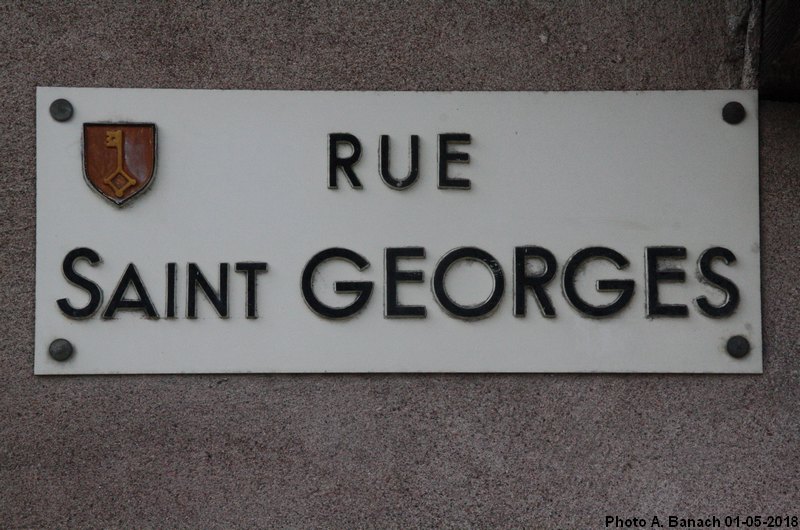 RUE
SAINT GEORGES
Photo A. Banach 01-05-2018